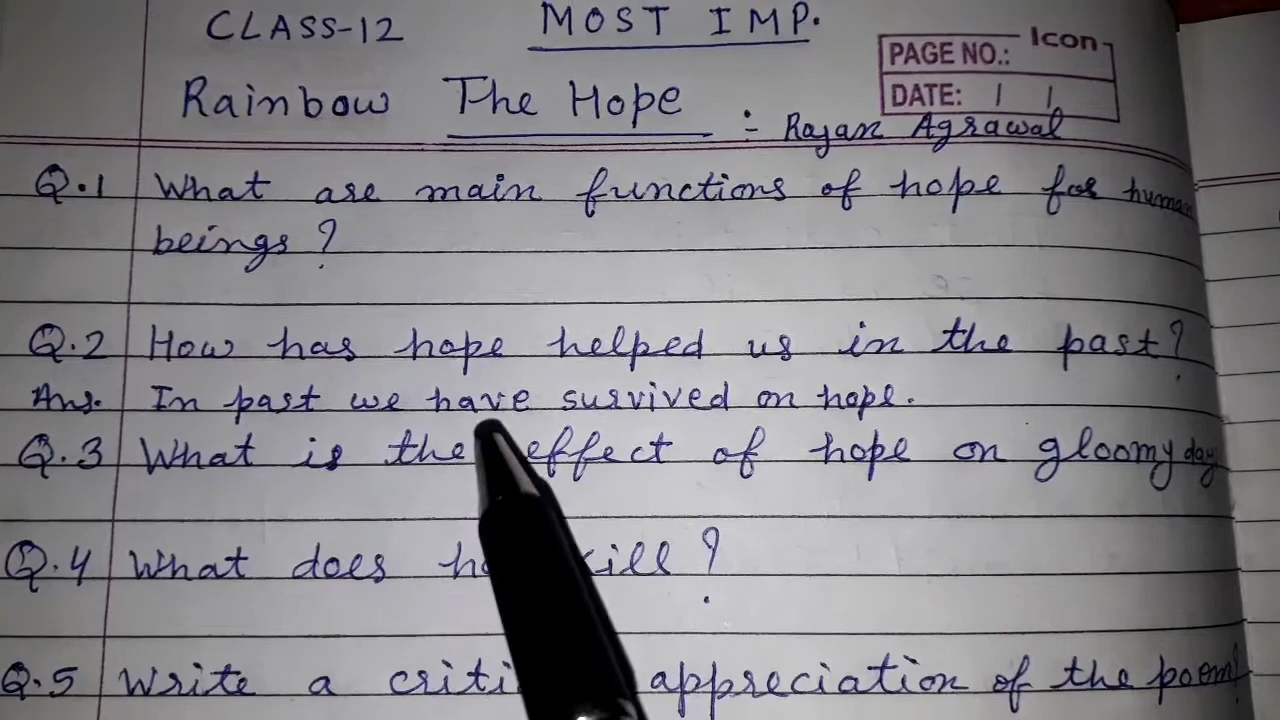 CLASS-12 MOST IMP.
Icon
PAGE NO.:
DATE: / /
Rainbow The Hope
:- Rajan Agrawal
Q.1 What are main functions of hope for human
beings?
Q.2 How has hope helped us in the past?
Ans. In past we have survived on hope.
Q.3 What is the effect of hope on gloomy day
Q.4 What does ?
Q.5 Write a appreciation of the poem?